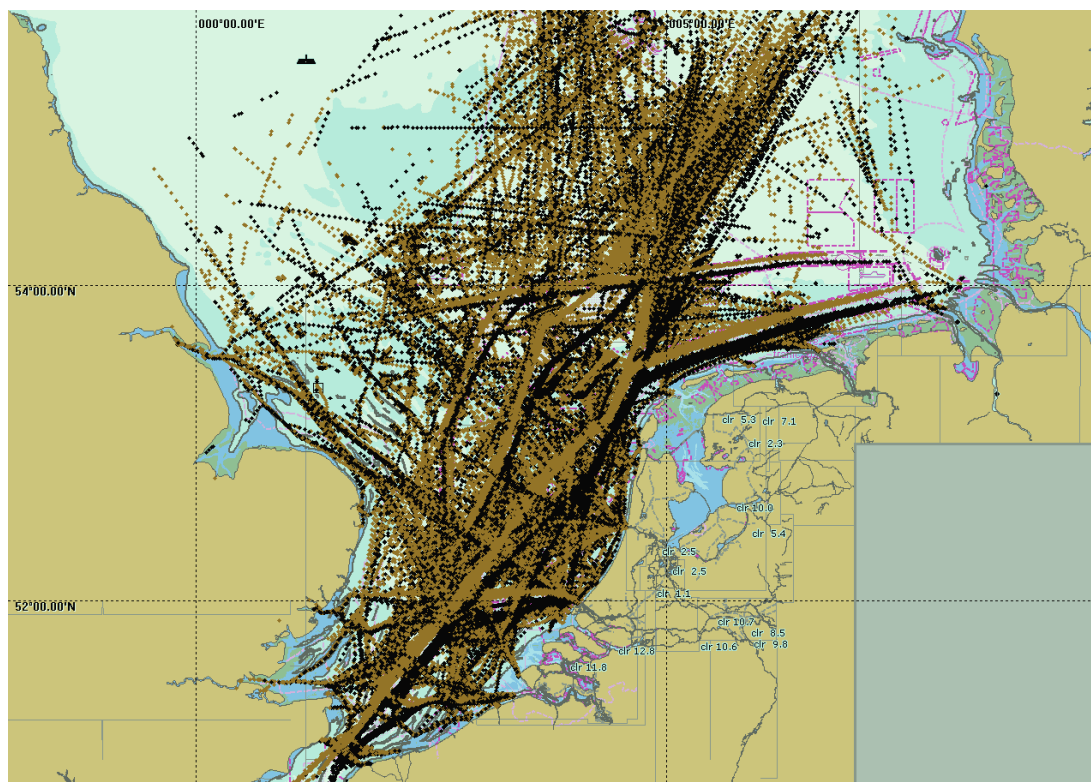 000°00.00'E
005°00.00'E
54°00.00'N
clr 5.3
clr 7.1
clr 2.3
clr 10.0
clr 5.4
clr 2.5
clr 2.5
clr 1.1
52°00.00'N
clr 10.7
clr 8.5
clr 9.8
clr 10.6
clr 12.8
clr 11.8